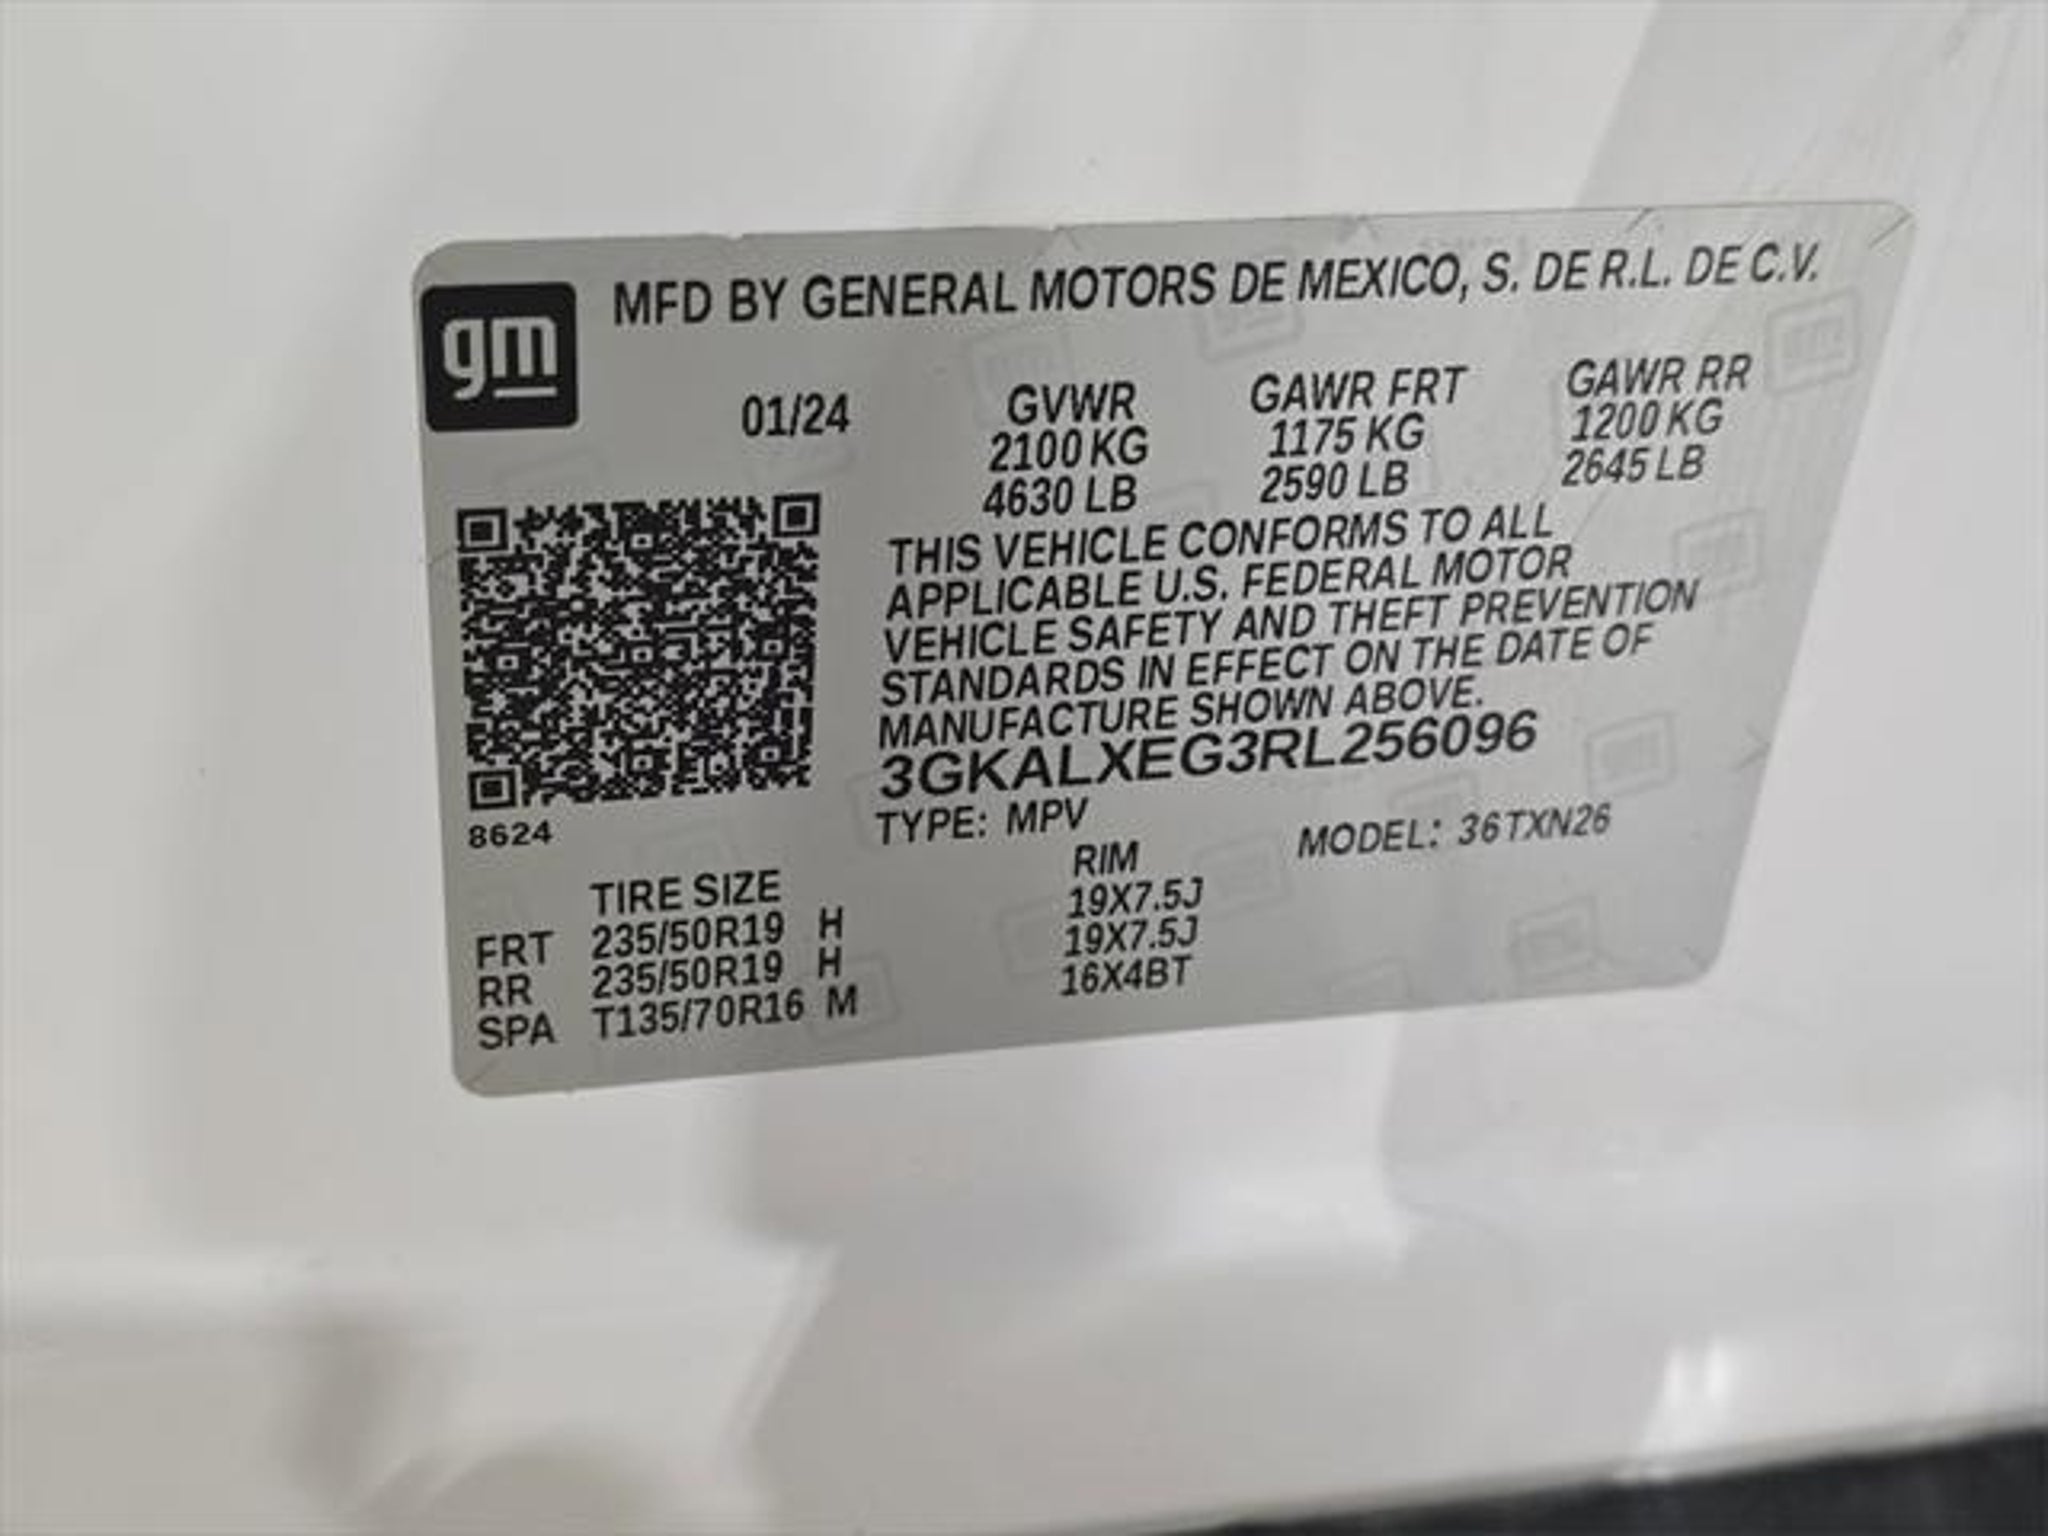 gm
MFD BY GENERAL MOTORS DE MEXICO, S. DE R.L. DE C.V.
01/24 GVWR GAWR FRT GAWR RR
2100 KG 1175 KG 1200 KG
4630 LB 2590 LB 2645 LB
THIS VEHICLE CONFORMS TO ALL
APPLICABLE U.S. FEDERAL MOTOR
VEHICLE SAFETY AND THEFT PREVENTION
STANDARDS IN EFFECT ON THE DATE OF
MANUFACTURE SHOWN ABOVE.
3GKALXEG3RL256096
8624
TYPE: MPV MODEL: 36TXN26
TIRE SIZE RIM
FRT 235/50R19 H 19X7.5J
RR 235/50R19 H 19X7.5J
SPA T135/70R16 M 16X4BT